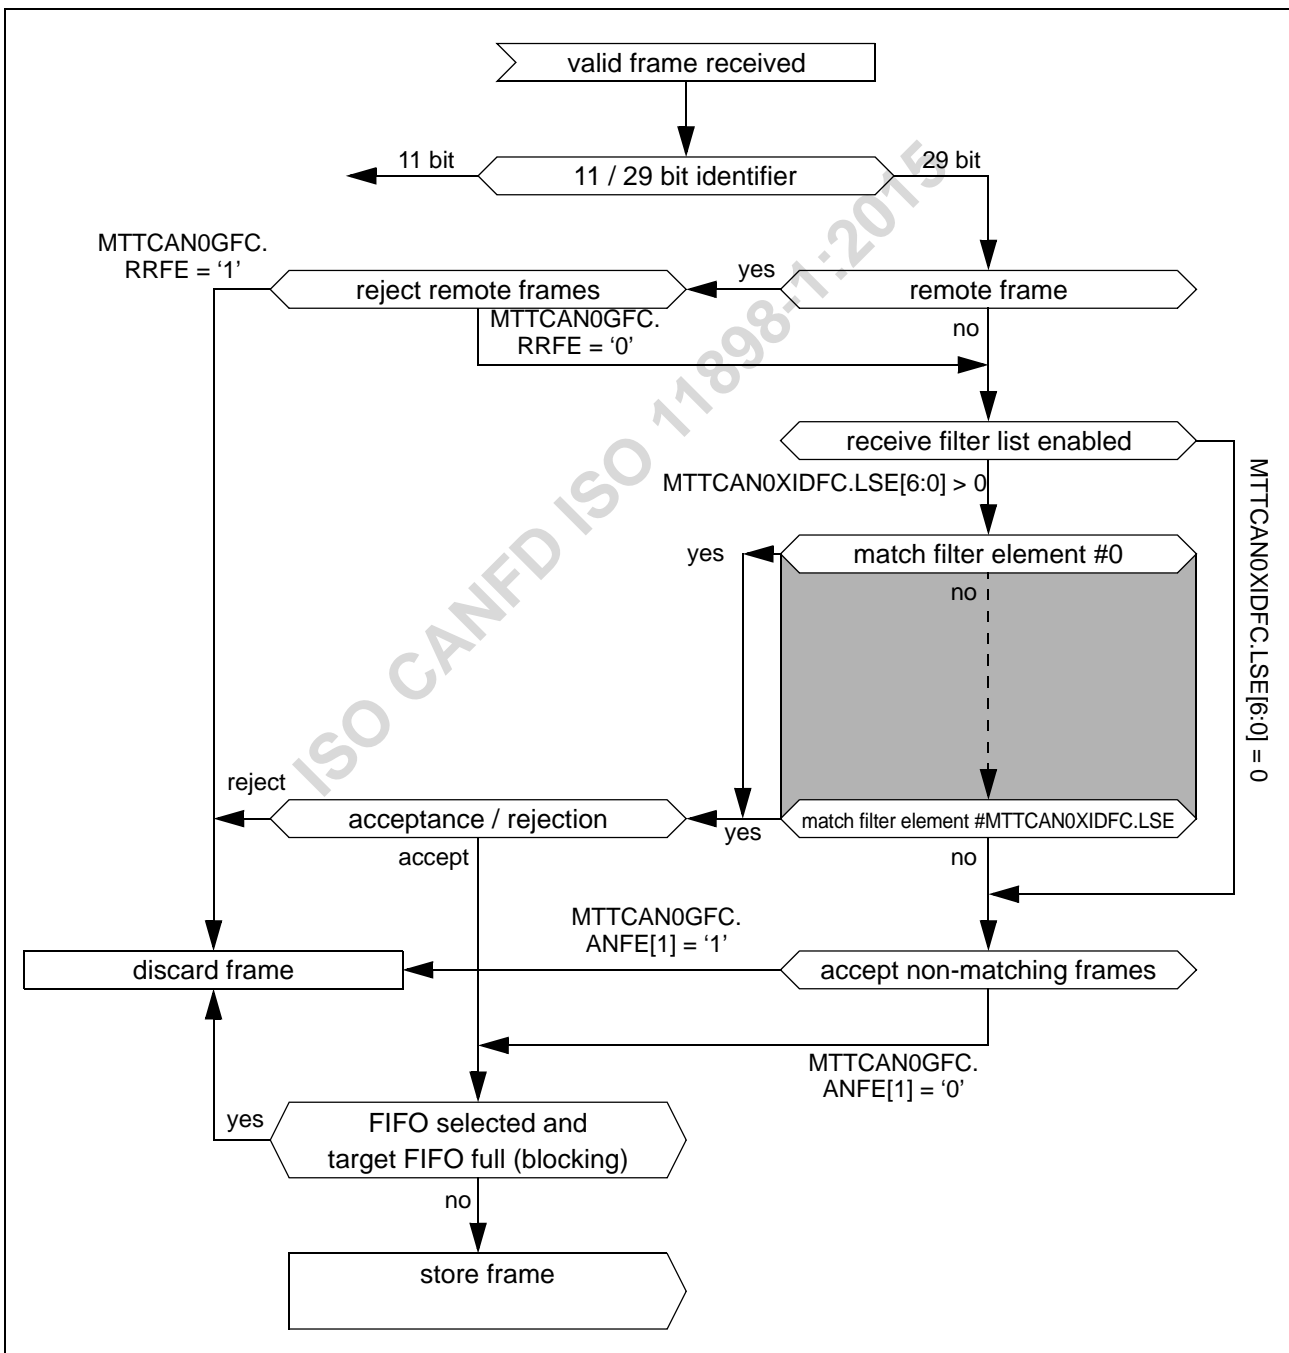 valid frame received
11 bit
11 / 29 bit identifier
29 bit
MTTCAN0GFC.
RRFE = ‘1’
reject remote frames
yes
remote frame
MTTCAN0GFC.
RRFE = ‘0’
no
receive filter list enabled
MTTCAN0XIDFC.LSE[6:0] > 0
MTTCAN0XIDFC.LSE[6:0] = 0
yes
match filter element #0
no
reject
acceptance / rejection
yes
match filter element #MTTCAN0XIDFC.LSE
accept
no
MTTCAN0GFC.
ANFE[1] = ‘1’
discard frame
accept non-matching frames
MTTCAN0GFC.
ANFE[1] = ‘0’
yes
FIFO selected and
target FIFO full (blocking)
no
store frame
ISO CANFD ISO 11898-1:2015